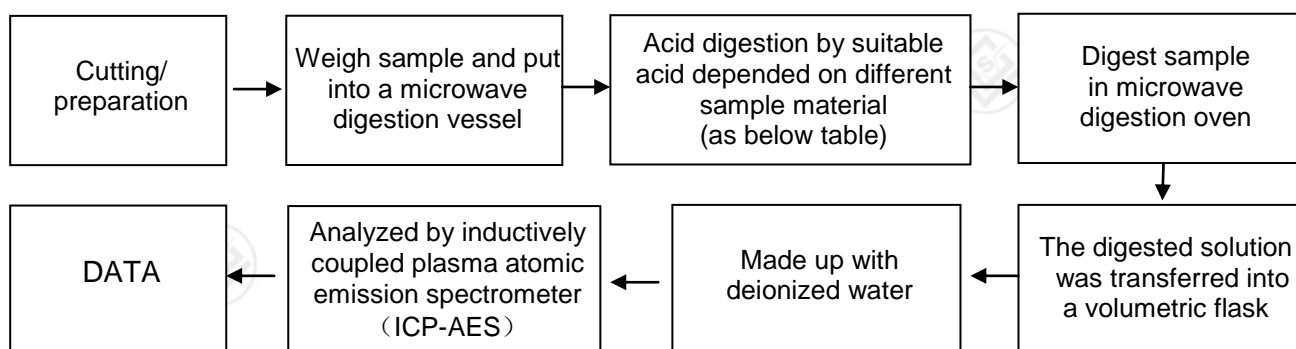 Cutting/
preparation
Weigh sample and put
into a microwave
digestion vessel
Acid digestion by suitable
acid depended on different
sample material
(as below table)
Digest sample
in microwave
digestion oven
The digested solution
was transferred into
a volumetric flask
Made up with
deionized water
Analyzed by inductively
coupled plasma atomic
emission spectrometer
（ICP-AES）
DATA